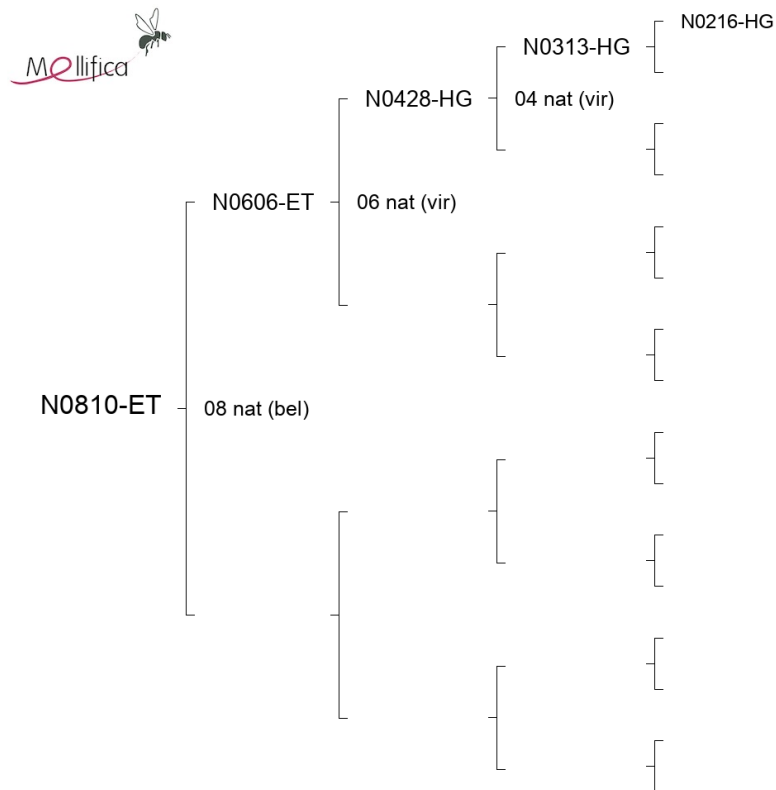 Mellifica
N0216-HG
N0313-HG
N0428-HG
04 nat (vir)
N0606-ET
06 nat (vir)
N0810-ET
08 nat (bel)